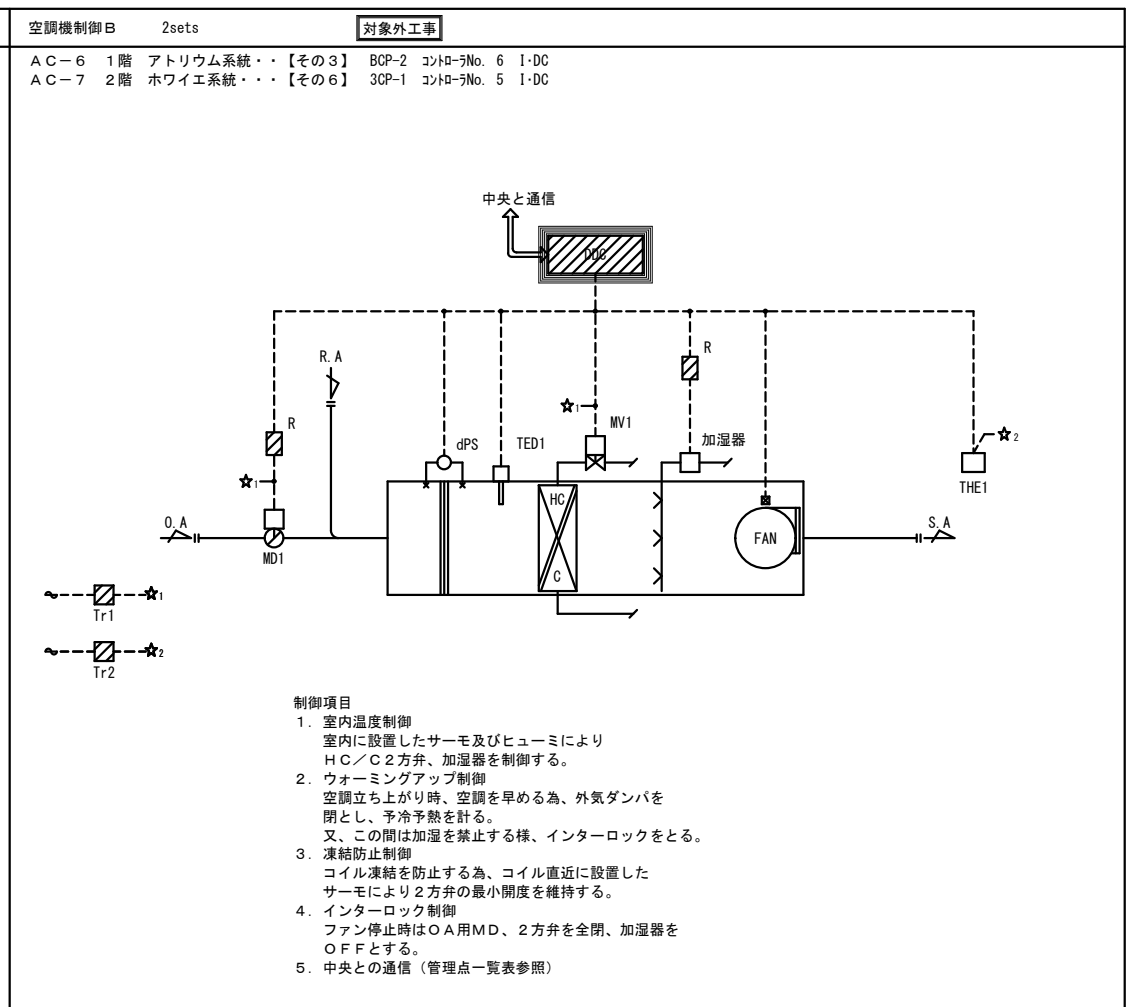 空調機制御B 2sets 対象外工事
AC-6 1階 アトリウム系統・・【その3】 BCP-2 ｺﾝﾄﾛｰﾗNo. 6 I·DC
AC-7 2階 ホワイエ系統・・・【その6】 3CP-1 ｺﾝﾄﾛｰﾗNo. 5 I·DC
中央と通信
DDC
R.A
R
R
☆1
MV1
☆2
dPS
TED1
加湿器
THE1
☆1
HC
C
FAN
O.A
S.A
MD1
☆1
Tr1
☆2
Tr2
制御項目
1. 室内温度制御
室内に設置したサーモ及びヒューミにより
HC／C2方弁、加湿器を制御する。
2. ウォーミングアップ制御
空調立ち上がり時、空調を早める為、外気ダンパを
閉とし、予冷予熱を計る。
又、この間は加湿を禁止する様、インターロックをとる。
3. 凍結防止制御
コイル凍結を防止する為、コイル直近に設置した
サーモにより2方弁の最小開度を維持する。
4. インターロック制御
ファン停止時はOA用MD、2方弁を全閉、加湿器を
OFFとする。
5. 中央との通信（管理点一覧表参照）